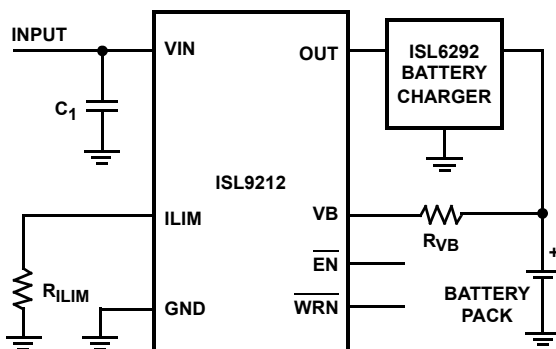 INPUT
VIN
OUT
ISL6292
BATTERY
CHARGER
C1
ISL9212
ILIM
VB
RVB
EN
RILIM
GND
WRN
BATTERY
PACK
+